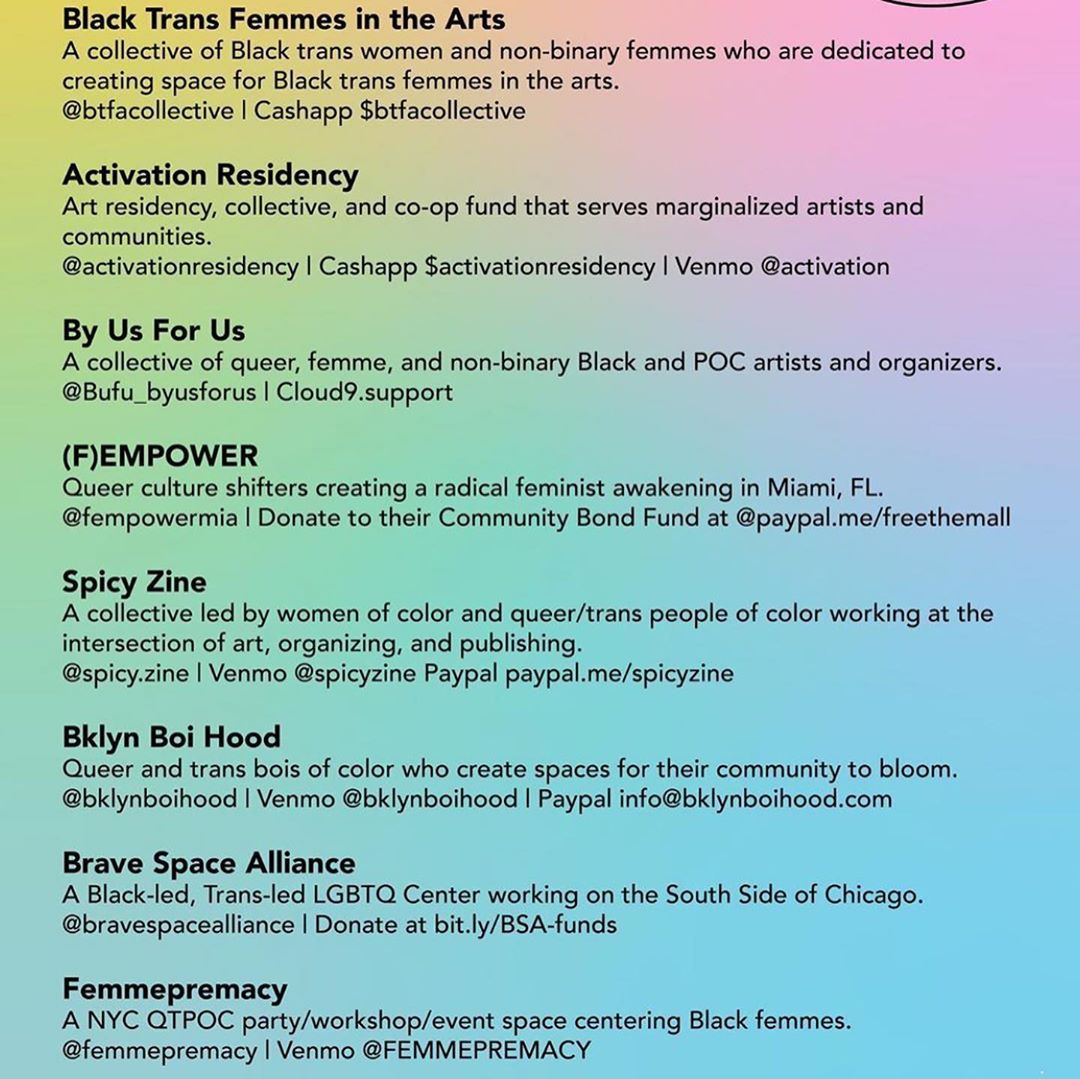 Black Trans Femmes in the Arts
A collective of Black trans women and non-binary femmes who are dedicated to
creating space for Black trans femmes in the arts.
@btfacollective | Cashapp $btfacollective
Activation Residency
Art residency, collective, and co-op fund that serves marginalized artists and
communities.
@activationresidency | Cashapp $activationresidency | Venmo @activation
By Us For Us
A collective of queer, femme, and non-binary Black and POC artists and organizers.
@Bufu_byusforus | Cloud9.support
(F)EMPOWER
Queer culture shifters creating a radical feminist awakening in Miami, FL.
@fempowermia | Donate to their Community Bond Fund at @paypal.me/freethemall
Spicy Zine
A collective led by women of color and queer/trans people of color working at the
intersection of art, organizing, and publishing.
@spicy.zine | Venmo @spicyzine Paypal paypal.me/spicyzine
Bklyn Boi Hood
Queer and trans bois of color who create spaces for their community to bloom.
@bklynboihood | Venmo @bklynboihood | Paypal info@bklynboihood.com
Brave Space Alliance
A Black-led, Trans-led LGBTQ Center working on the South Side of Chicago.
@bravespacealliance | Donate at bit.ly/BSA-funds
Femmepremacy
A NYC QTPOC party/workshop/event space centering Black femmes.
@femmepremacy | Venmo @FEMMEPREMACY